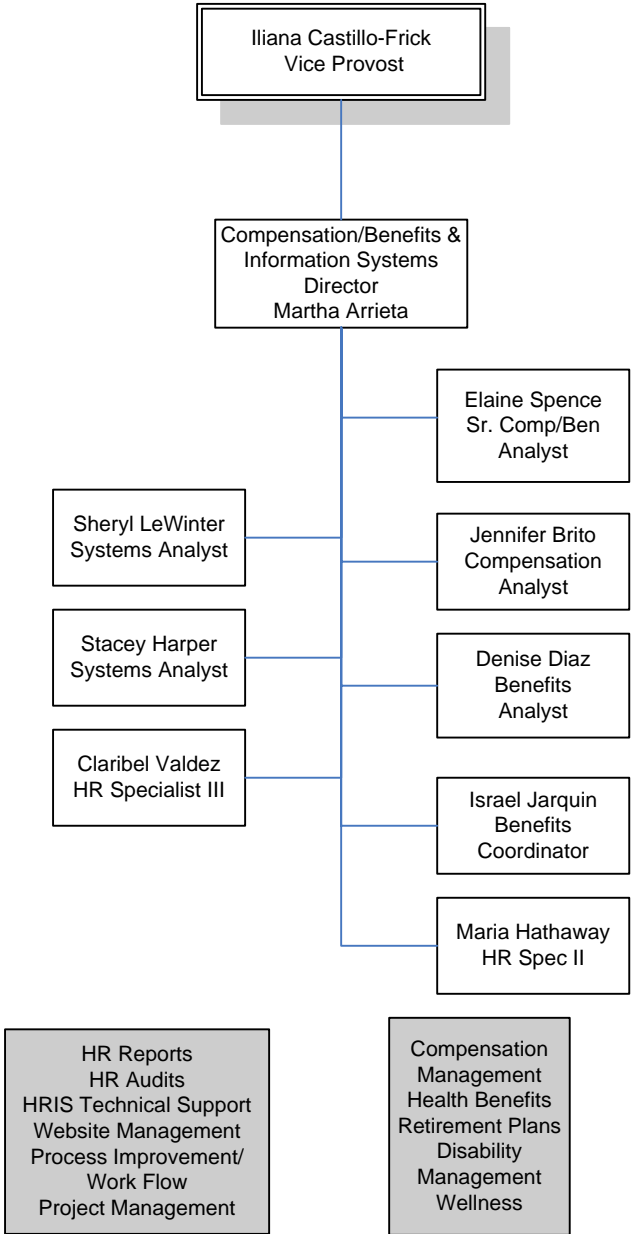 Iliana Castillo-Frick
Vice Provost
Compensation/Benefits &
Information Systems
Director
Martha Arrieta
Elaine Spence
Sr. Comp/Ben
Analyst
Sheryl LeWinter
Systems Analyst
Jennifer Brito
Compensation
Analyst
Stacey Harper
Systems Analyst
Denise Diaz
Benefits
Analyst
Claribel Valdez
HR Specialist III
Israel Jarquin
Benefits
Coordinator
Maria Hathaway
HR Spec II
HR Reports
HR Audits
HRIS Technical Support
Website Management
Process Improvement/
Work Flow
Project Management
Compensation
Management
Health Benefits
Retirement Plans
Disability
Management
Wellness